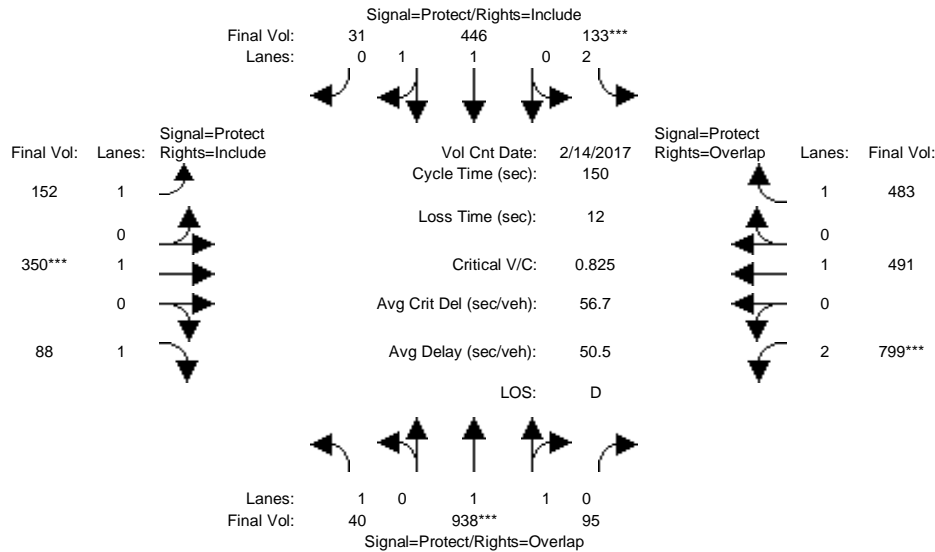 Signal=Protect/Rights=Include
Final Vol: 31 446 133***
Lanes: 0 1 1 0 2
Signal=Protect
Final Vol: Lanes: Rights=Include
Vol Cnt Date: 2/14/2017
Signal=Protect
Rights=Overlap Lanes: Final Vol:
Cycle Time (sec): 150
152 1
1 483
Loss Time (sec): 12
0
0
350*** 1
Critical V/C: 0.825
1 491
0
Avg Crit Del (sec/veh): 56.7
0
88 1
Avg Delay (sec/veh): 50.5
2 799***
LOS: D
Lanes: 1 0 1 1 0
Final Vol: 40 938*** 95
Signal=Protect/Rights=Overlap